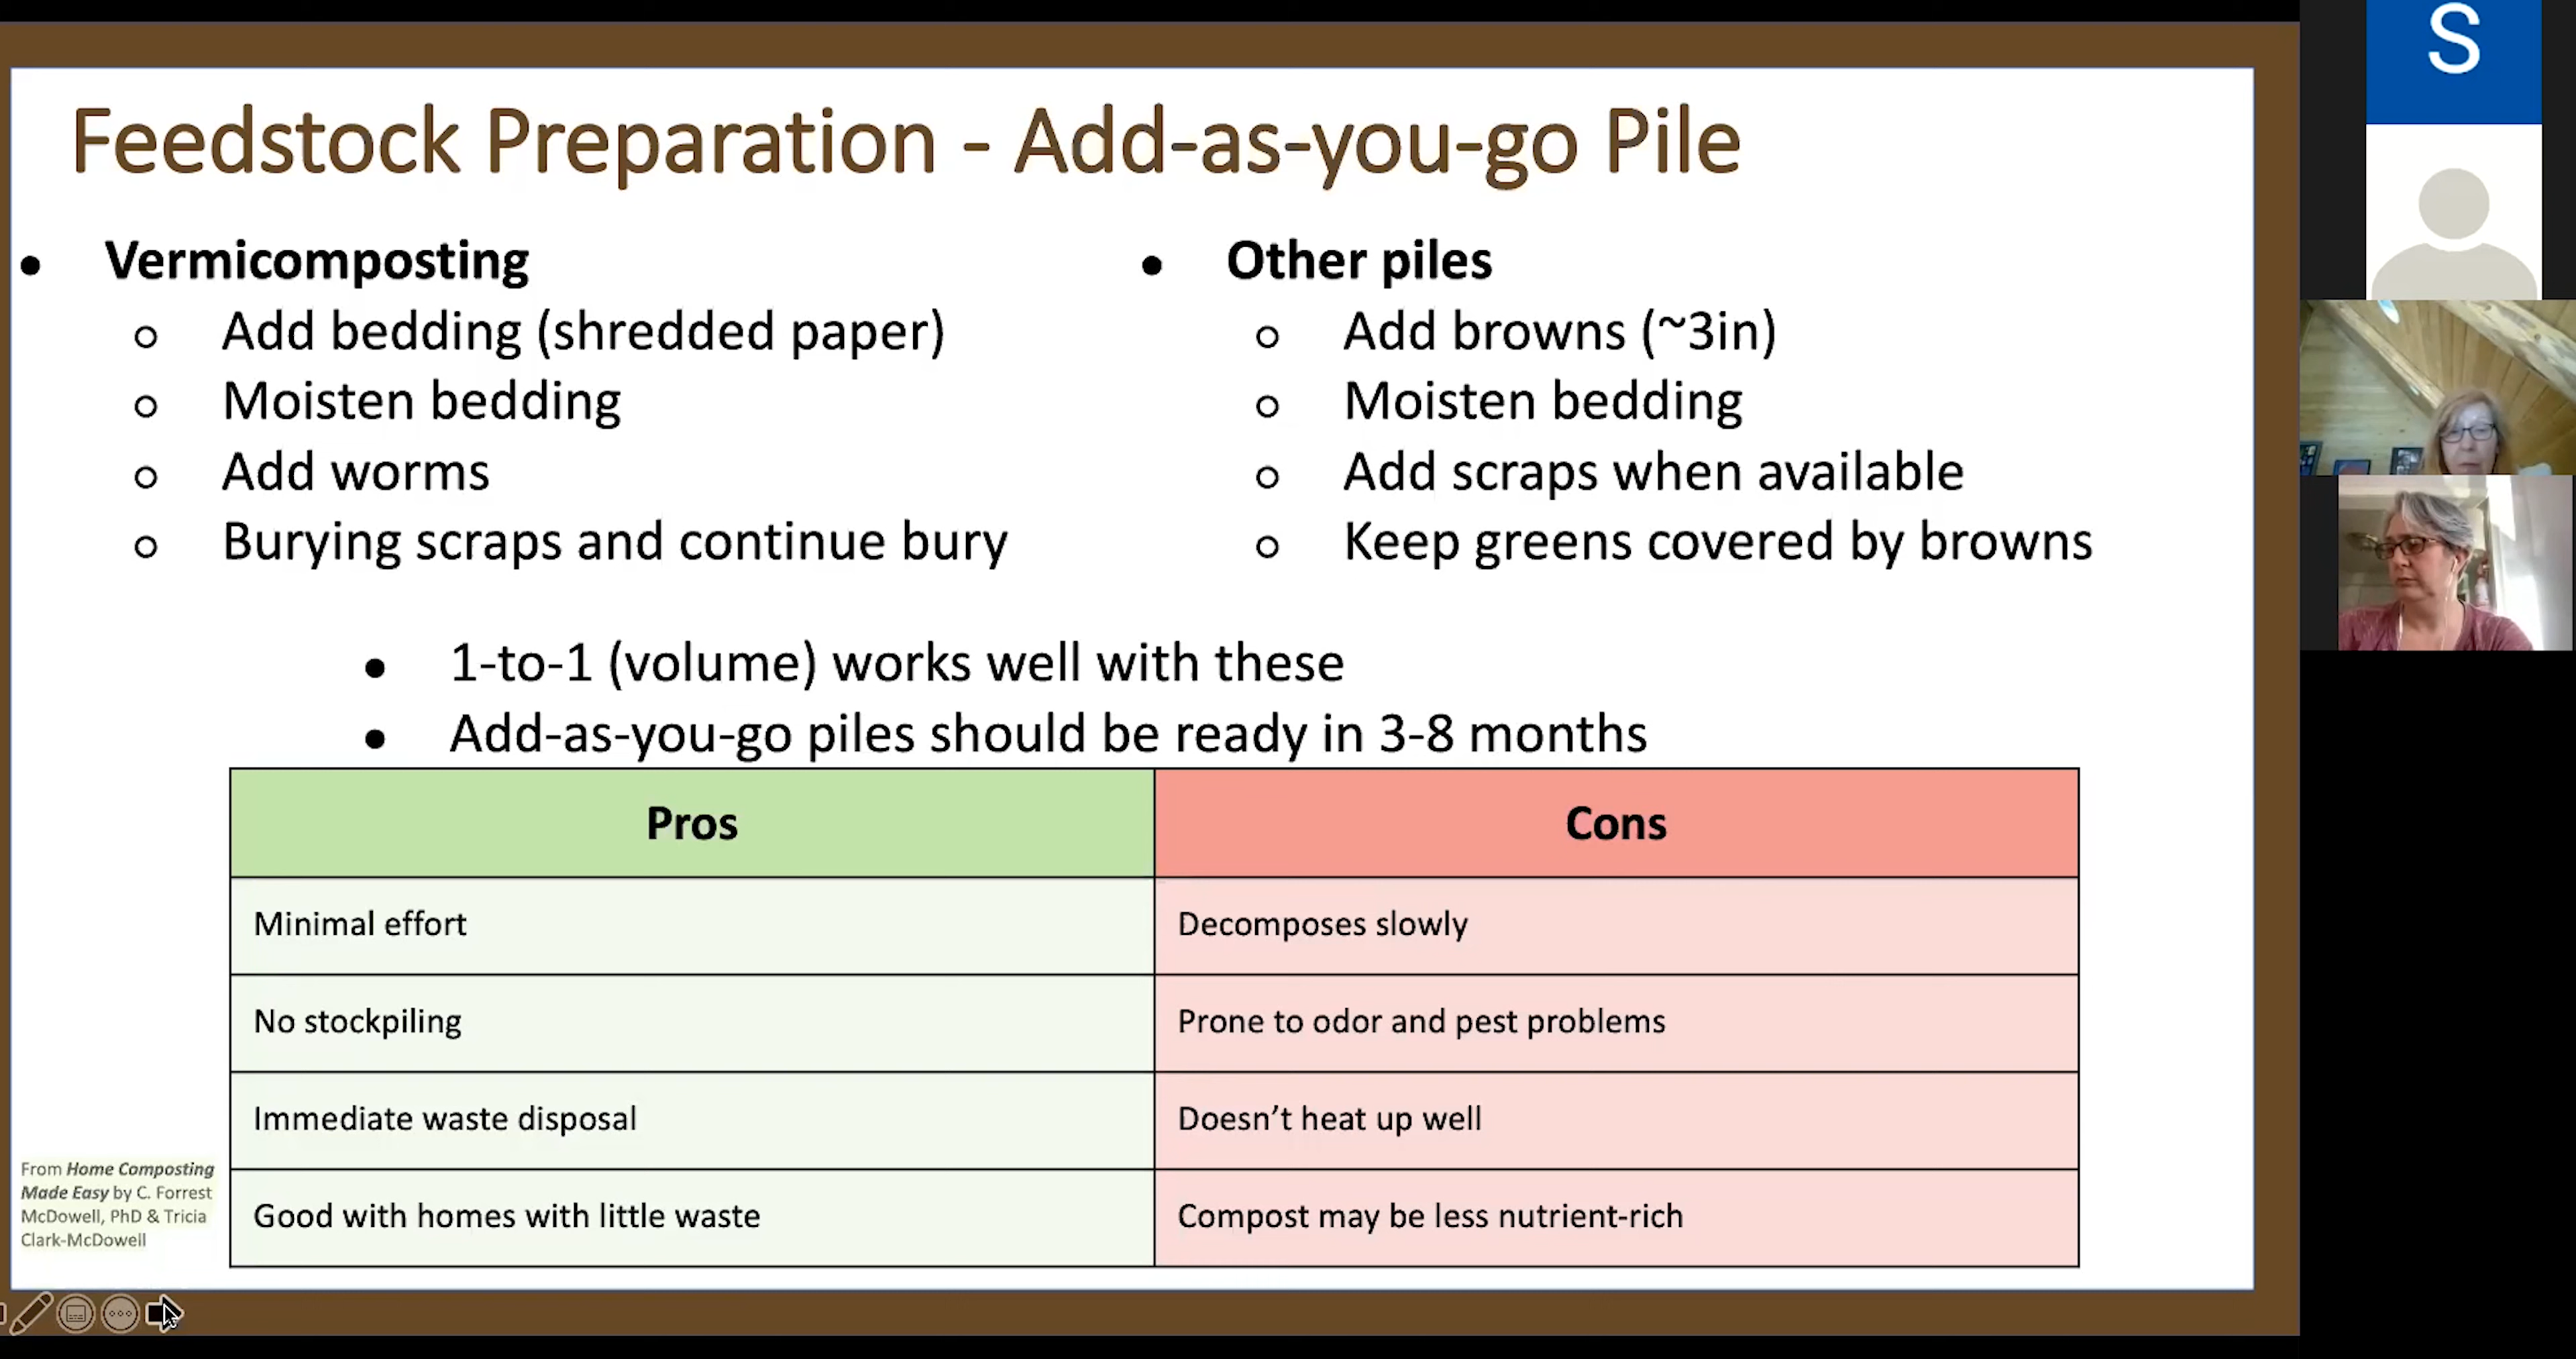 S
Feedstock Preparation - Add-as-you-go Pile
• Vermicomposting
○ Add bedding (shredded paper)
○ Moisten bedding
○ Add worms
○ Burying scraps and continue bury
• Other piles
○ Add browns (~3in)
○ Moisten bedding
○ Add scraps when available
○ Keep greens covered by browns
• 1-to-1 (volume) works well with these
• Add-as-you-go piles should be ready in 3-8 months
Pros Cons
Minimal effort Decomposes slowly
No stockpiling Prone to odor and pest problems
Immediate waste disposal Doesn’t heat up well
Good with homes with little waste Compost may be less nutrient-rich
From Home Composting
Made Easy by C. Forrest
McDowell, PhD & Tricia
Clark-McDowell